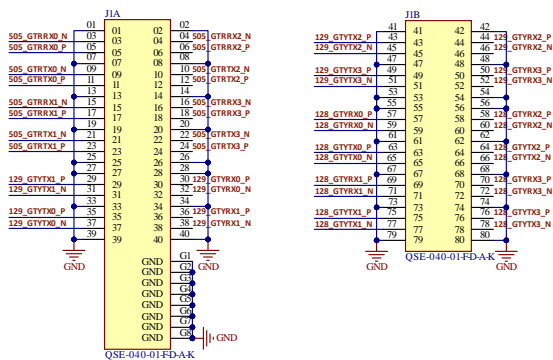 J1A
01 01 02 02
505_GTRRX0_N 03 03 04 04 505_GTRRX2_N
505_GTRRX0_P 05 05 06 06 505_GTRRX2_P
07 07 08 08
505_GTRTX0_N 09 09 10 10 505_GTRTX2_N
505_GTRTX0_P 11 11 12 12 505_GTRTX2_P
13 13 14 14
505_GTRRX1_N 15 15 16 16 505_GTRRX3_N
505_GTRRX1_P 17 17 18 18 505_GTRRX3_P
19 19 20 20
505_GTRTX1_N 21 21 22 22 505_GTRTX3_N
505_GTRTX1_P 23 23 24 24 505_GTRTX3_P
25 25 26 26
27 27 28 28
129_GTYTX1_P 29 29 30 30 129_GTYRX0_P
129_GTYTX1_N 31 31 32 32 129_GTYRX0_N
33 33 34 34
129_GTYTX0_P 35 35 36 36 129_GTYRX1_P
129_GTYTX0_N 37 37 38 38 129_GTYRX1_N
39 39 40 40
GND GND
GND G1
GND G2
GND G3
GND G4
GND G5
GND G6
GND G7
GND G8 GND
QSE-040-01-F-D-A-K
J1B
41 41 42 42
129_GTYTX2_P 43 43 44 44 129_GTYRX2_P
129_GTYTX2_N 45 45 46 46 129_GTYRX2_N
47 47 48 48
129_GTYTX3_P 49 49 50 50 129_GTYRX3_P
129_GTYTX3_N 51 51 52 52 129_GTYRX3_N
53 53 54 54
55 55 56 56
128_GTYRX0_P 57 57 58 58 128_GTYRX2_P
128_GTYRX0_N 59 59 60 60 128_GTYRX2_N
61 61 62 62
128_GTYTX0_P 63 63 64 64 128_GTYTX2_P
128_GTYTX0_N 65 65 66 66 128_GTYTX2_N
67 67 68 68
128_GTYRX1_P 69 69 70 70 128_GTYRX3_P
128_GTYRX1_N 71 71 72 72 128_GTYRX3_N
73 73 74 74
128_GTYTX1_P 75 75 76 76 128_GTYTX3_P
128_GTYTX1_N 77 77 78 78 128_GTYTX3_N
79 79 80 80
GND GND
QSE-040-01-F-D-A-K